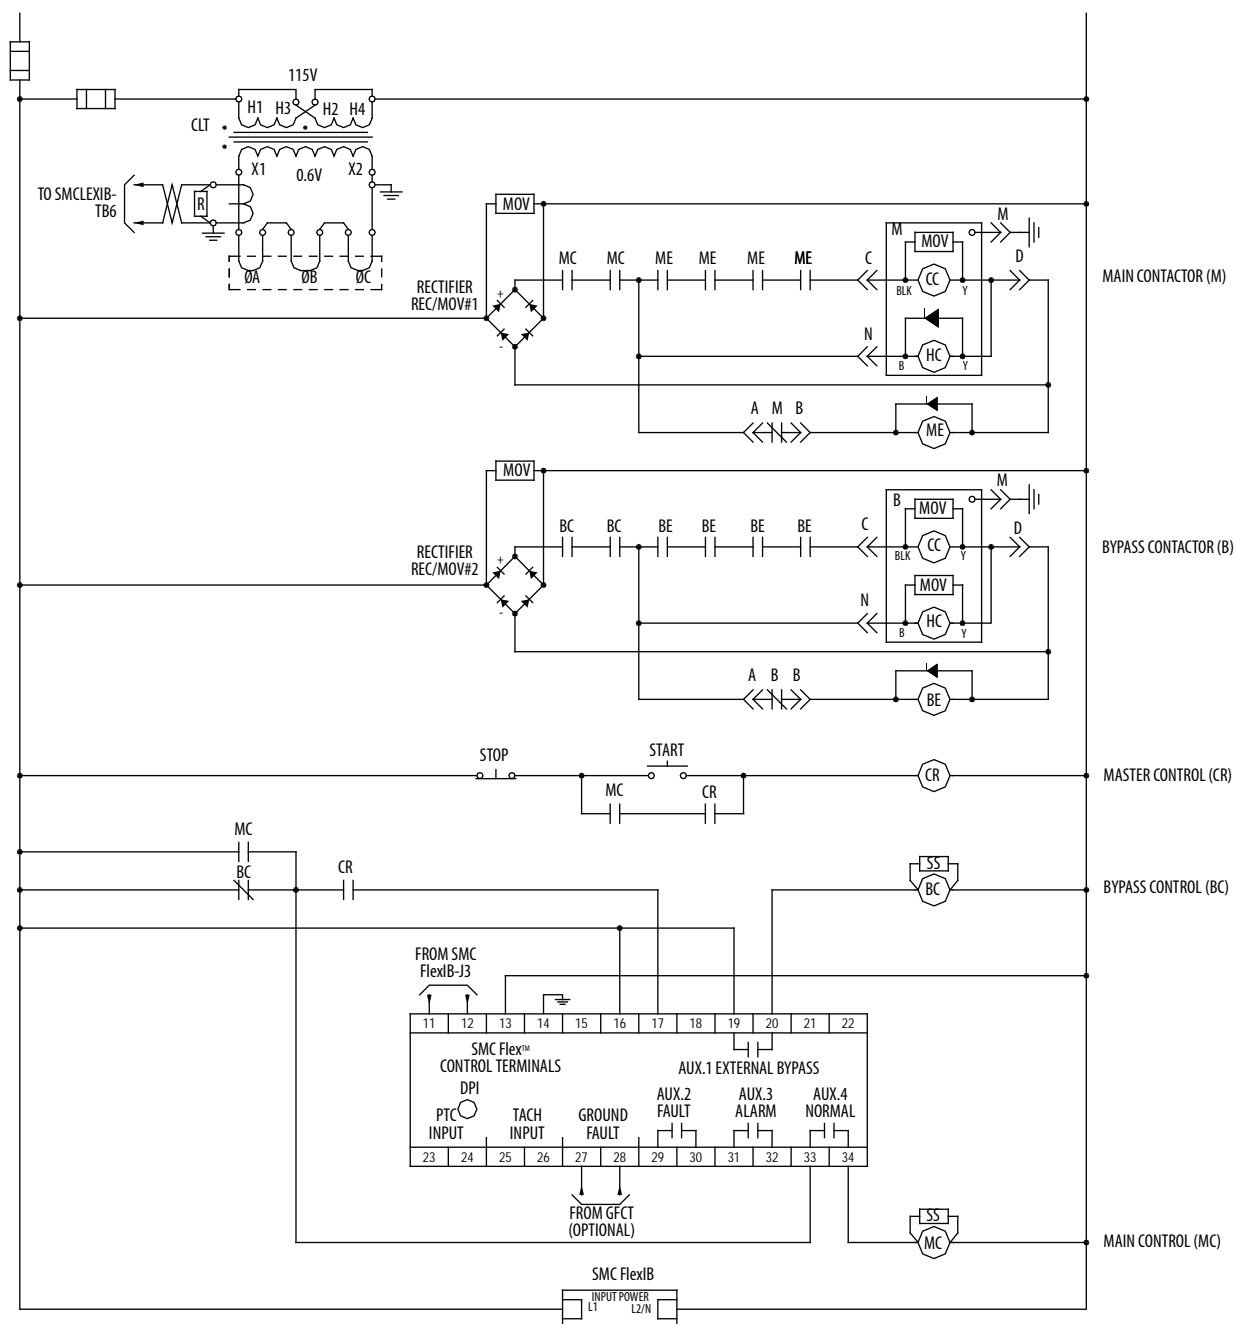 115V
H1 H3 H2 H4
CLT
X1 0.6V X2
TO SMCLEXIB-
TB6
R
ØA ØB ØC
MOV
M
M
MOV
MC MC ME ME ME ME C CC D
BLK Y
MAIN CONTACTOR (M)
RECTIFIER
REC/MOV#1
+
-
N HC
B Y
A M B
ME
MOV
M
B
MOV
BC BC BE BE BE BE C CC D
BLK Y
BYPASS CONTACTOR (B)
RECTIFIER
REC/MOV#2
+
-
MOV
N HC
B Y
A B B
BE
STOP START
CR
MASTER CONTROL (CR)
MC CR
MC
BC CR
SS
BC
BYPASS CONTROL (BC)
FROM SMC
FlexIB-J3
11 12 13 14 15 16 17 18 19 20 21 22
SMC Flex™
CONTROL TERMINALS
AUX.1 EXTERNAL BYPASS
DPI
PTC
INPUT
TACH
INPUT
GROUND
FAULT
AUX.2
FAULT
AUX.3
ALARM
AUX.4
NORMAL
23 24 25 26 27 28 29 30 31 32 33 34
FROM GFCT
(OPTIONAL)
SS
MC
MAIN CONTROL (MC)
SMC FlexIB
INPUT POWER
L1 L2/N